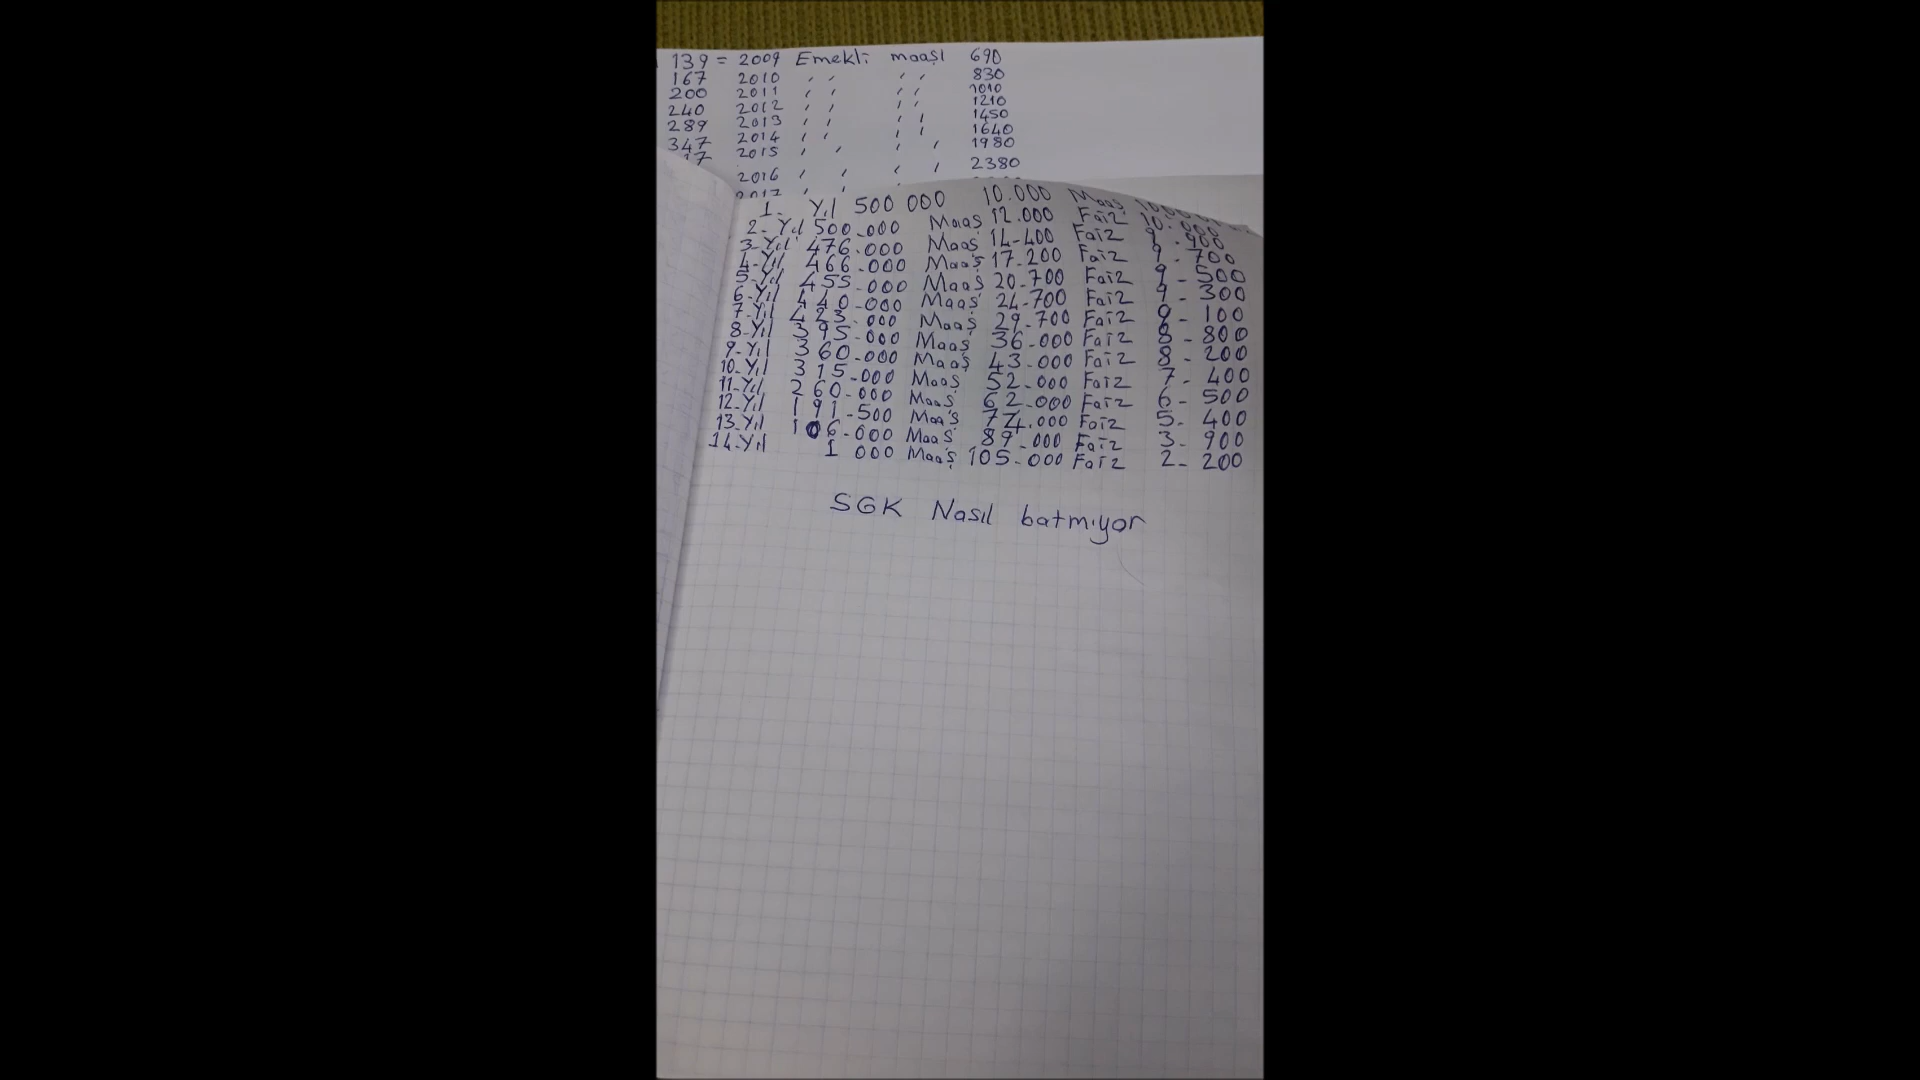 139 = 2009 Emekli maaşı 690
167 2010 " " 830
200 2011 " " 1010
240 2012 " " 1210
289 2013 " " 1450
347 2014 " " 1640
17 2015 " " 1980
2016 " " 2380
2017
1. Yıl 500 000 10.000 Maaş
2-Yıl 500.000 Maaş 12.000 Faiz 10.000
3-Yıl 476.000 Maaş 14-400 Faiz 9.900
4-Yıl 466.000 Maaş 17-200 Faiz 9.700
5-Yıl 455.000 Maaş 20-700 Faiz 9-500
6-Yıl 440-000 Maaş 24-700 Faiz 9-300
7-Yıl 423.000 Maaş 29-700 Faiz 9-100
8-Yıl 395-000 Maaş 36-000 Faiz 8-800
9-Yıl 360-000 Maaş 43-000 Faiz 8-200
10-Yıl 315-000 Maaş 52-000 Faiz 7-400
11-Yıl 260-000 Maaş 62-000 Faiz 6-500
12-Yıl 191-500 Maaş 74.000 Faiz 5-400
13-Yıl 106-000 Maaş 89-000 Faiz 3-900
14-Yıl 1 000 Maaş 105-000 Faiz 2-200
SGK Nasıl batmıyor